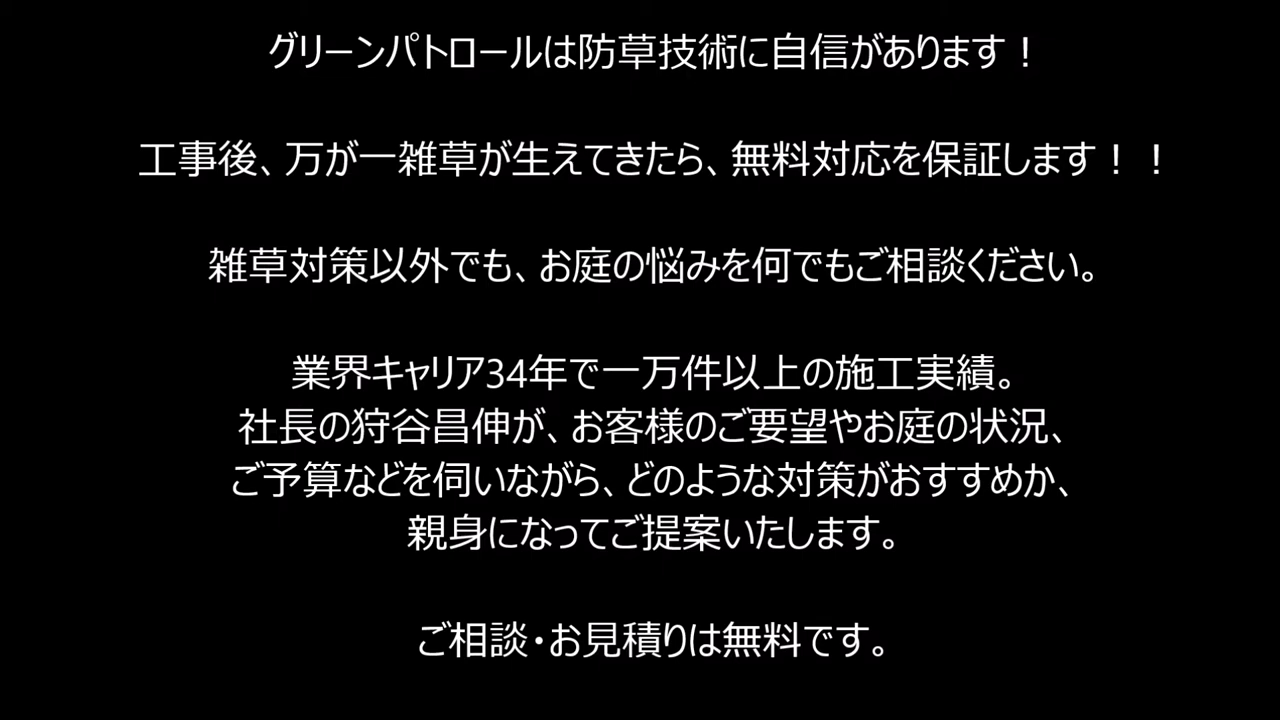 グリーンパトロールは防草技術に自信があります！
工事後、万が一雑草が生えてきたら、無料対応を保証します！！
雑草対策以外でも、お庭の悩みを何でもご相談ください。
業界キャリア34年で一万件以上の施工実績。
社長の狩谷昌伸が、お客様のご要望やお庭の状況、
ご予算などを伺いながら、どのような対策がおすすめか、
親身になってご提案いたします。
ご相談・お見積りは無料です。